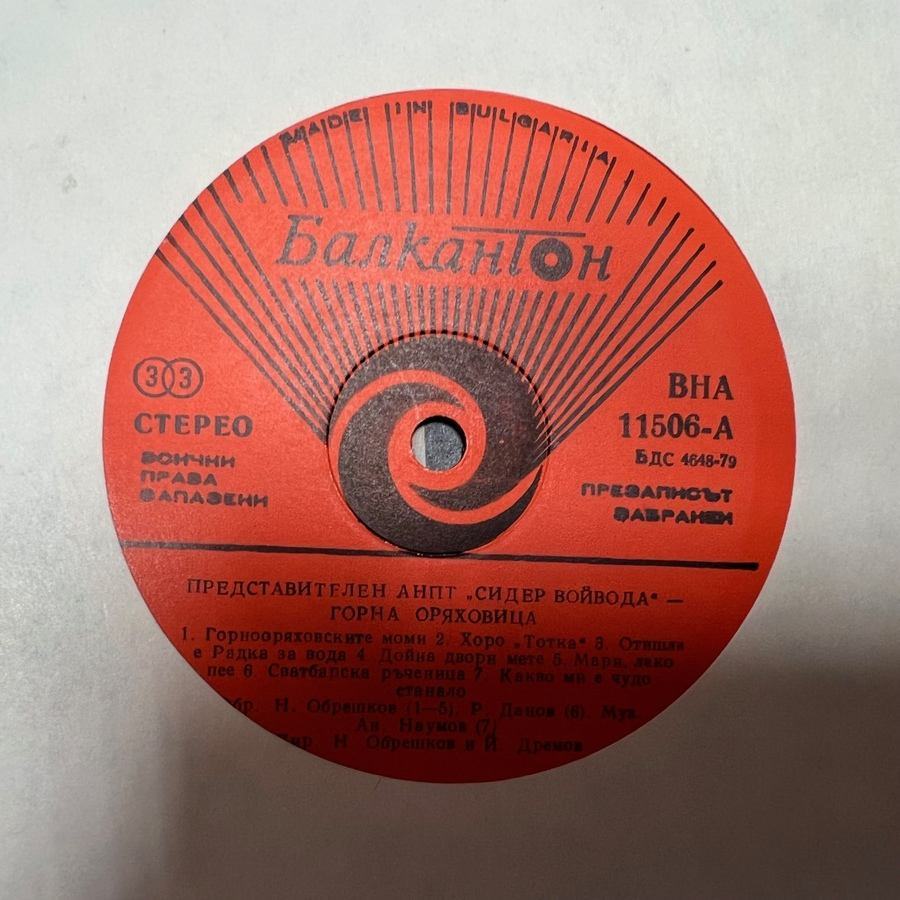 MADE IN BULGARIA
Балкантон
33
СТЕРЕО
ВСИЧКИ
ПРАВА
ЗАПАЗЕНИ
ВНА
11506-А
БДС 4648-79
ПРЕЗАПИСЪТ
ЗАБРАНЕН
ПРЕДСТАВИТЕЛЕН АНПТ „СИДЕР ВОЙВОДА“ —
ГОРНА ОРЯХОВИЦА
1. Горнооряховските моми 2. Хоро „Тотка“ 3. Отишла
е Радка за вода 4. Дойна двори мете 5. Мари, леко
пее 6. Сватбарска ръченица 7. Какво ми е чудо
станало
Н. Обрешков (1—5). Р. Данов (6). Муз.
Ан. Наумов (7)
Н. Обрешков и Й. Дремов